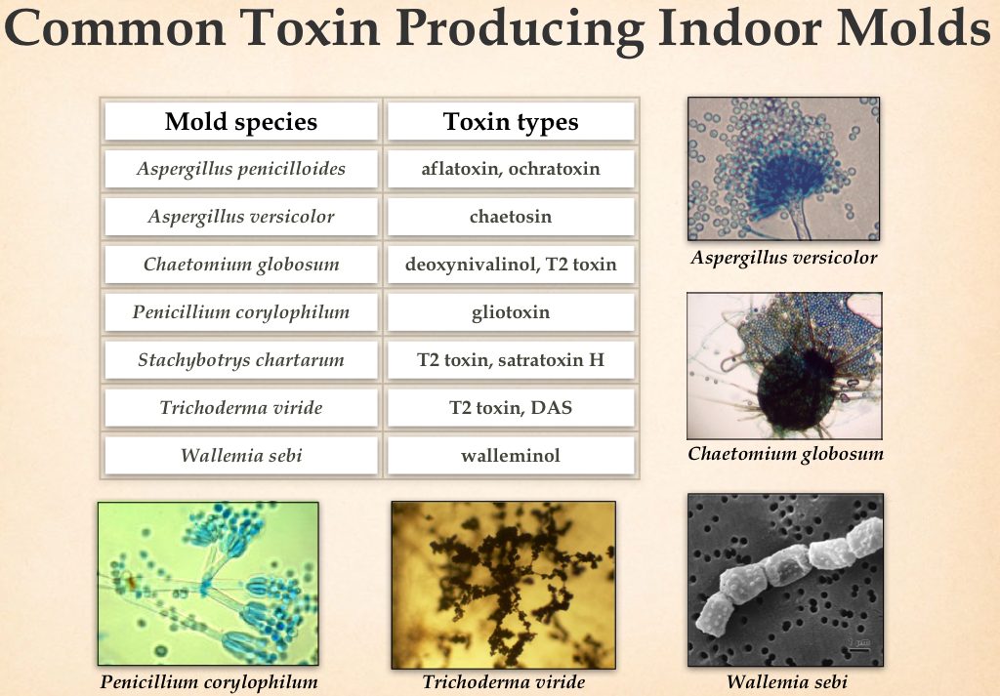 Common Toxin Producing Indoor Molds
Mold species Toxin types
Aspergillus penicilloides aflatoxin, ochratoxin
Aspergillus versicolor chaetosin
Chaetomium globosum deoxynivalinol, T2 toxin
Penicillium corylophilum gliotoxin
Stachybotrys chartarum T2 toxin, satratoxin H
Trichoderma viride T2 toxin, DAS
Wallemia sebi walleminol
Aspergillus versicolor
Chaetomium globosum
Penicillium corylophilum
Trichoderma viride
Wallemia sebi